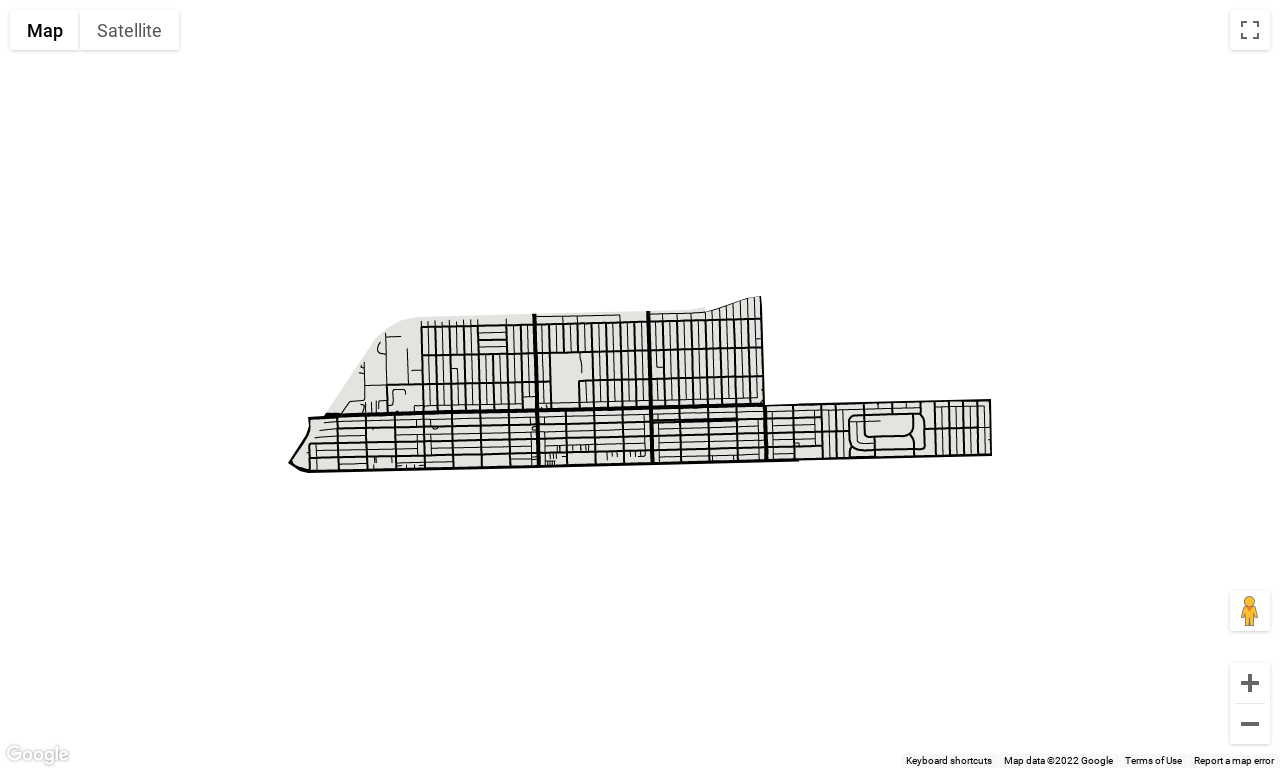 Map
Satellite
Google
Keyboard shortcuts
Map data ©2022 Google
Terms of Use
Report a map error